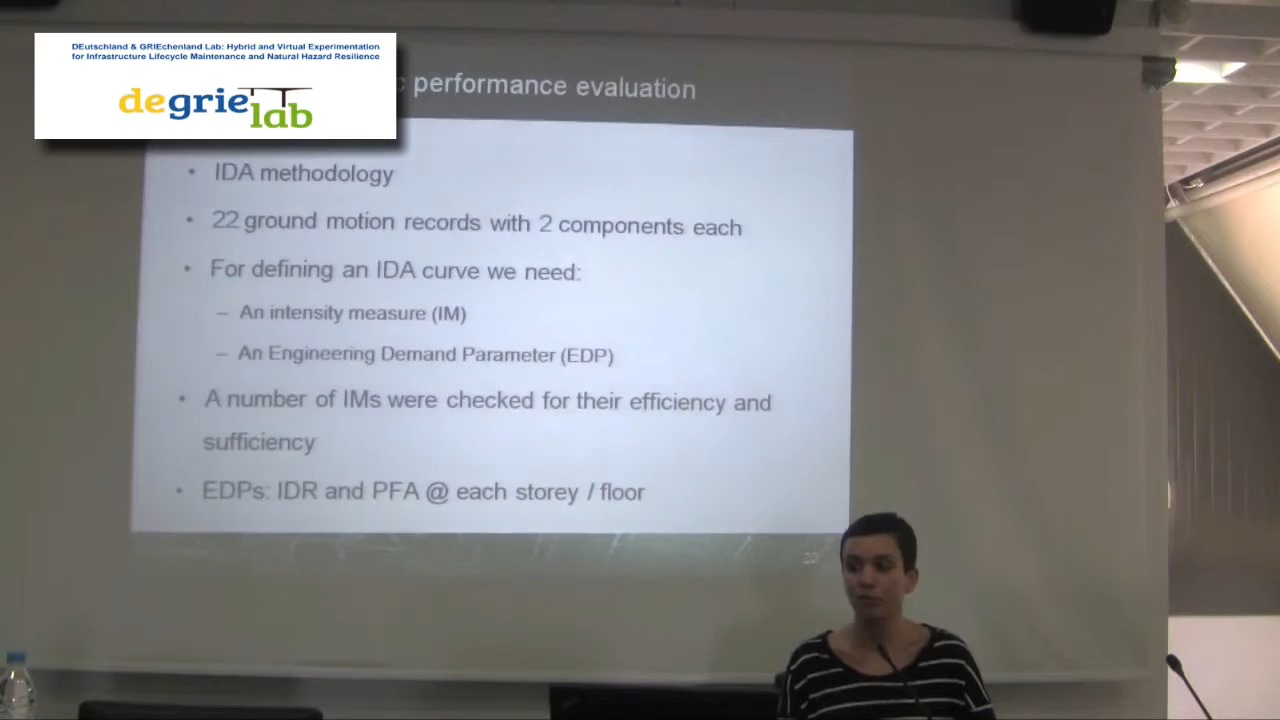 DEutschland & GRIEchenland Lab: Hybrid and Virtual Experimentation
for Infrastructure Lifecycle Maintenance and Natural Hazard Resilience
degrie lab
performance evaluation
• IDA methodology
• 22 ground motion records with 2 components each
• For defining an IDA curve we need:
– An intensity measure (IM)
– An Engineering Demand Parameter (EDP)
• A number of IMs were checked for their efficiency and
sufficiency
• EDPs: IDR and PFA @ each storey / floor